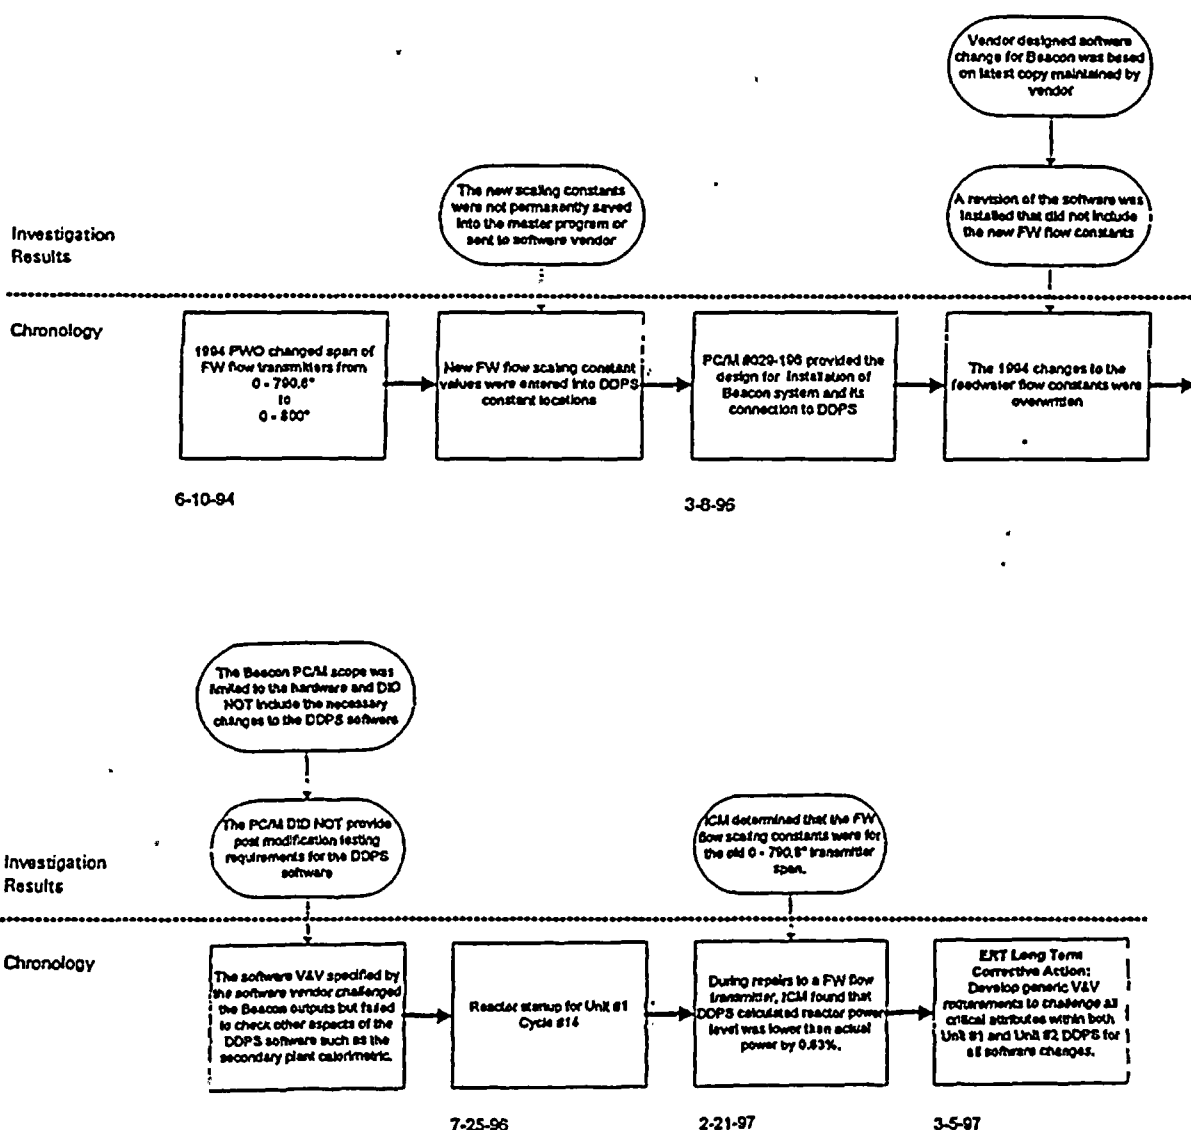 Vendor designed software
change for Beacon was based
on latest copy maintained by
vendor
The new scaling constants
were not permanently saved
into the master program or
sent to software vendor
A revision of the software was
installed that did not include
the new FW flow constants
Investigation
Results
Chronology
1994 PWO changed span of
FW flow transmitters from
0 - 790.6"
to
0 - 800"
New FW flow scaling constant
values were entered into DDPS
constant locations
PC/M #029-196 provided the
design for installation of
Beacon system and its
connection to DDPS
The 1994 changes to the
feedwater flow constants were
overwritten
6-10-94
3-8-96
The Beacon PC/M scope was
limited to the hardware and DID
NOT include the necessary
changes to the DDPS software
The PC/M DID NOT provide
post modification testing
requirements for the DDPS
software
ICM determined that the FW
flow scaling constants were for
the old 0 - 790.6" transmitter
span.
Investigation
Results
Chronology
The software V&V specified by
the software vendor challenged
the Beacon outputs but failed
to check other aspects of the
DDPS software such as the
secondary plant calorimetric.
Reactor startup for Unit #1
Cycle #14
During repairs to a FW flow
transmitter, ICM found that
DDPS calculated reactor power
level was lower than actual
power by 0.63%.
ERT Long Term
Corrective Action:
Develop generic V&V
requirements to challenge all
critical attributes within both
Unit #1 and Unit #2 DDPS for
all software changes.
7-25-96
2-21-97
3-5-97